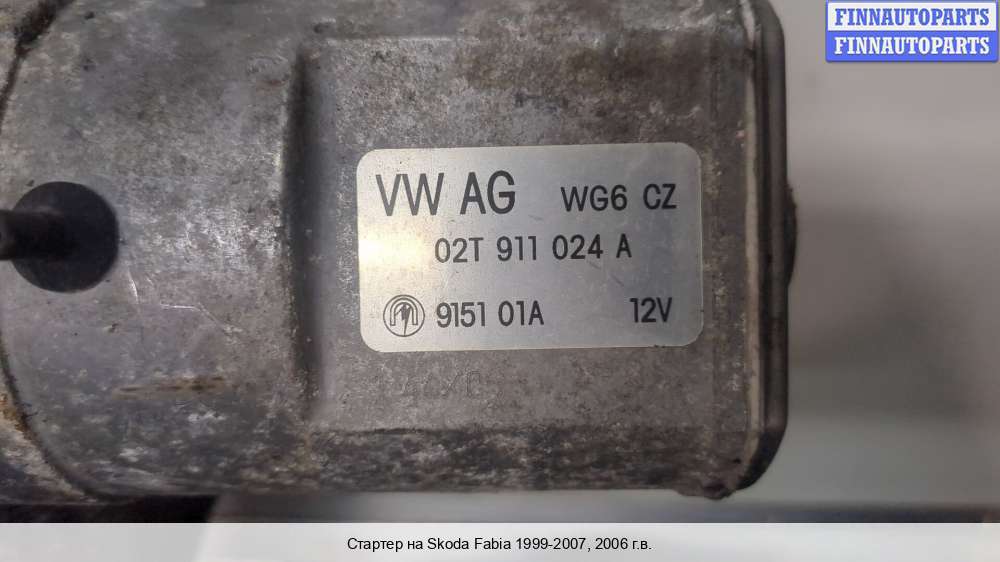 FINNAUTOPARTS
FINNAUTOPARTS
VW AG WG6 CZ
02T 911 024 A
9151 01A 12V
Стартер на Skoda Fabia 1999-2007, 2006 г.в.